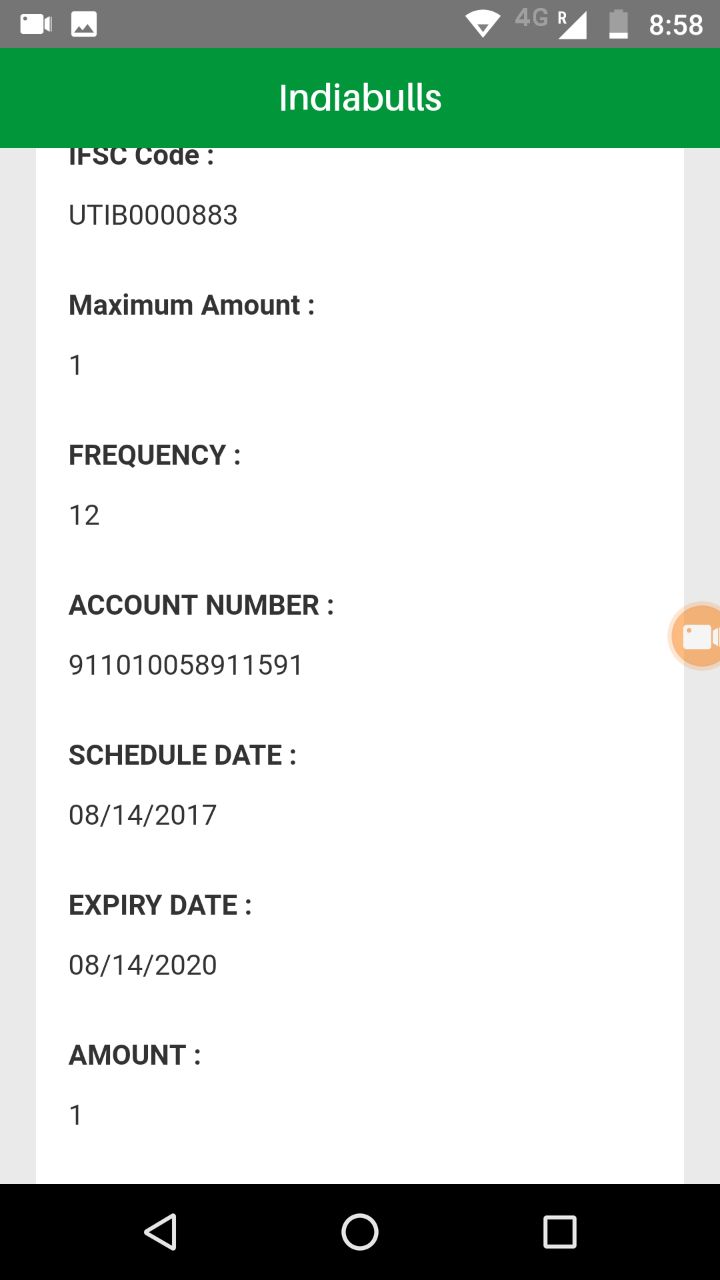 4G R 8:58
Indiabulls
IFSC Code :
UTIB0000883
Maximum Amount :
1
FREQUENCY :
12
ACCOUNT NUMBER :
911010058911591
SCHEDULE DATE :
08/14/2017
EXPIRY DATE :
08/14/2020
AMOUNT :
1